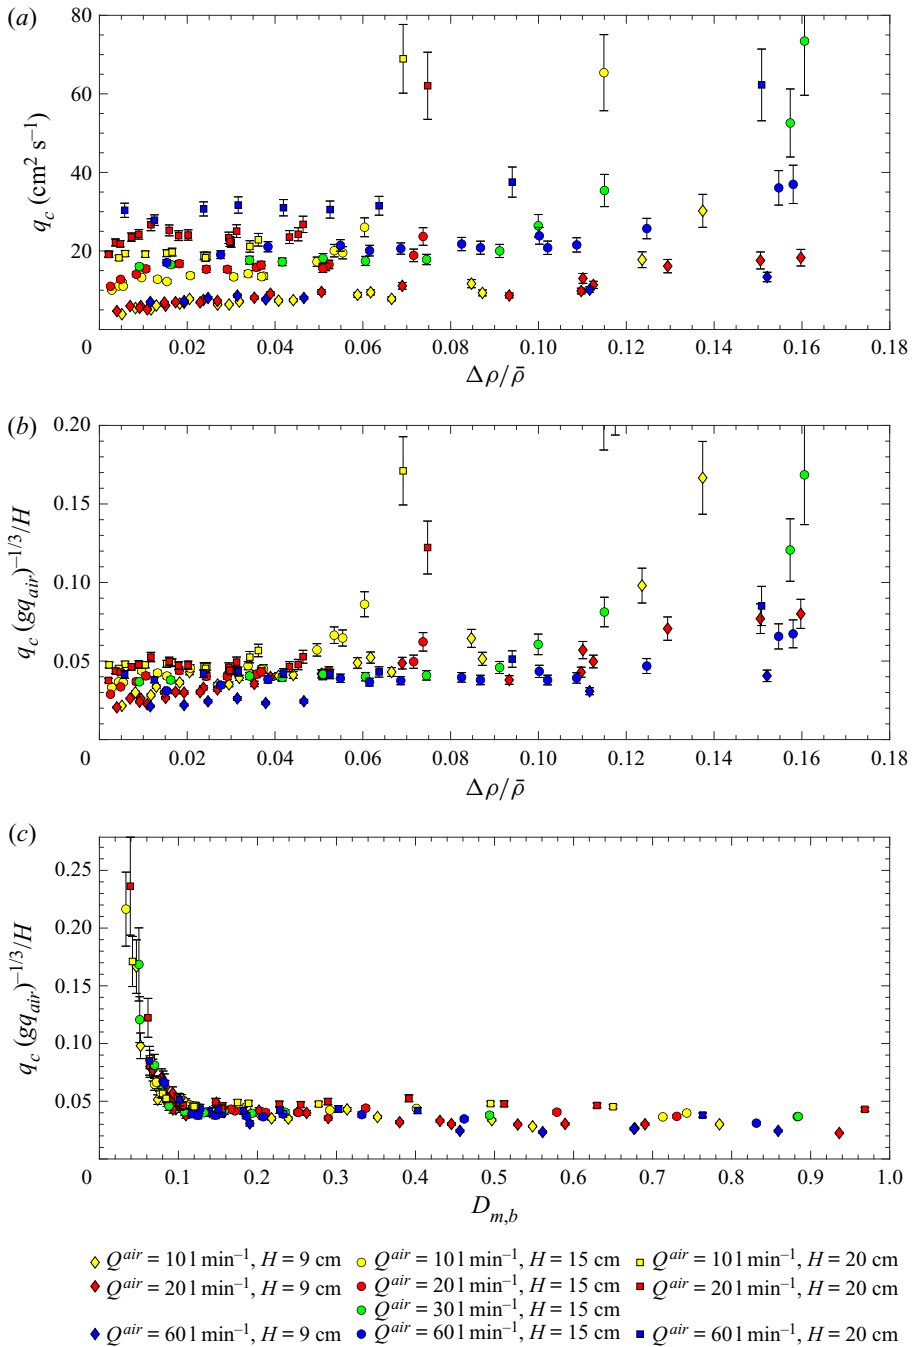 (a)
80
60
40
20
q_c (cm² s⁻¹)
0 0.02 0.04 0.06 0.08 0.10 0.12 0.14 0.16 0.18
Δρ/ρ̄
(b)
0.20
0.15
0.10
0.05
q_c (gq_air)⁻¹/³/H
0 0.02 0.04 0.06 0.08 0.10 0.12 0.14 0.16 0.18
Δρ/ρ̄
(c)
0.25
0.20
0.15
0.10
0.05
q_c (gq_air)⁻¹/³/H
0 0.1 0.2 0.3 0.4 0.5 0.6 0.7 0.8 0.9 1.0
D_m,b
Q^air = 10 l min⁻¹, H = 9 cm Q^air = 10 l min⁻¹, H = 15 cm Q^air = 10 l min⁻¹, H = 20 cm
Q^air = 20 l min⁻¹, H = 9 cm Q^air = 20 l min⁻¹, H = 15 cm Q^air = 20 l min⁻¹, H = 20 cm
Q^air = 30 l min⁻¹, H = 15 cm
Q^air = 60 l min⁻¹, H = 9 cm Q^air = 60 l min⁻¹, H = 15 cm Q^air = 60 l min⁻¹, H = 20 cm